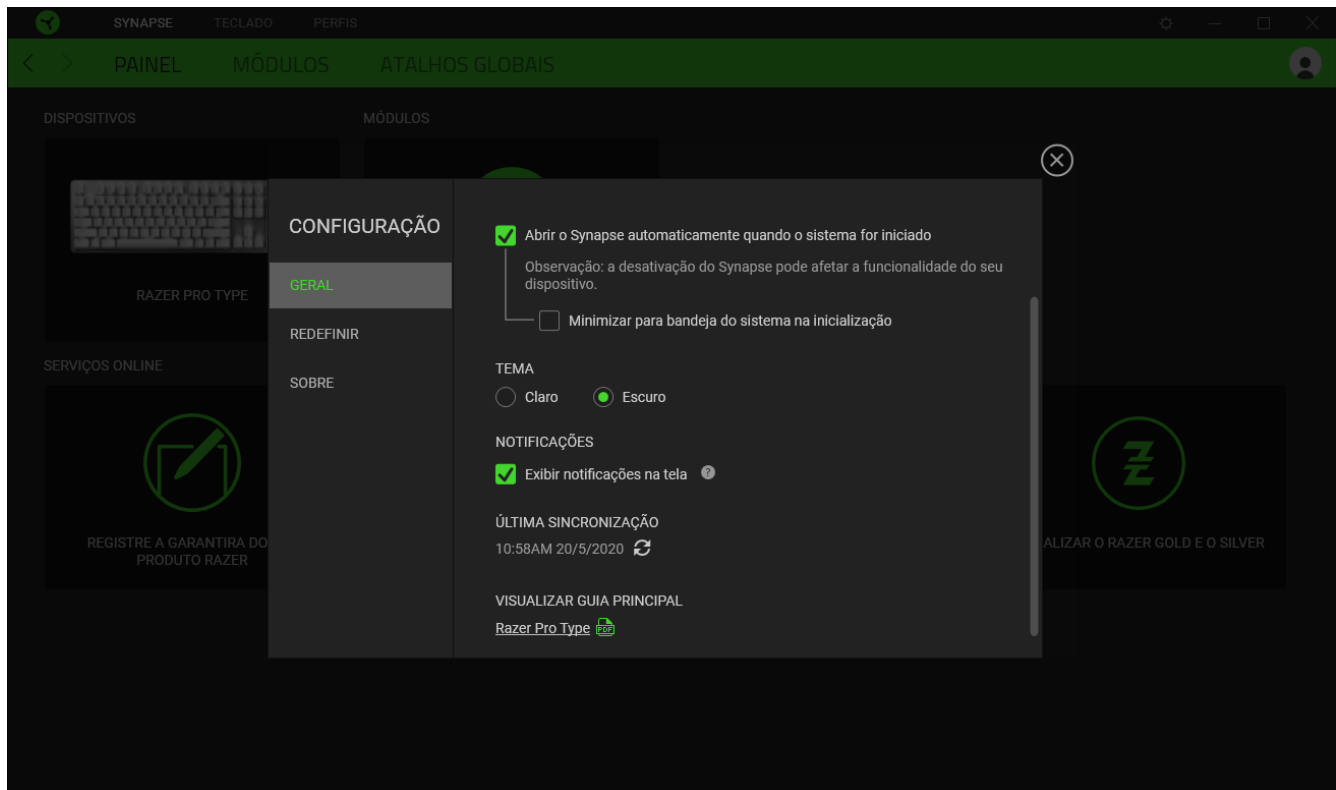 SYNAPSE TECLADO PERFIS
PAINEL MÓDULOS ATALHOS GLOBAIS
DISPOSITIVOS MÓDULOS
RAZER PRO TYPE
SERVIÇOS ONLINE
REGISTRE A GARANTIRA DO
PRODUTO RAZER
ALIZAR O RAZER GOLD E O SILVER
CONFIGURAÇÃO
GERAL
REDEFINIR
SOBRE
Abrir o Synapse automaticamente quando o sistema for iniciado
Observação: a desativação do Synapse pode afetar a funcionalidade do seu
dispositivo.
Minimizar para bandeja do sistema na inicialização
TEMA
Claro Escuro
NOTIFICAÇÕES
Exibir notificações na tela ?
ÚLTIMA SINCRONIZAÇÃO
10:58AM 20/5/2020
VISUALIZAR GUIA PRINCIPAL
Razer Pro Type PDF